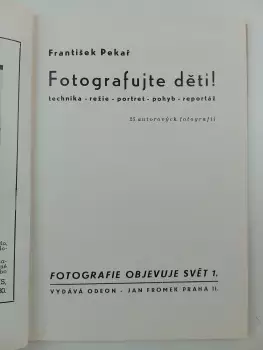 František Pekař
Fotografujte děti!
technika - režie - portret - pohyb - reportáž
25 autorových fotografií
FOTOGRAFIE OBJEVUJE SVĚT 1.
VYDÁVÁ ODEON - JAN FROMEK PRAHA II.